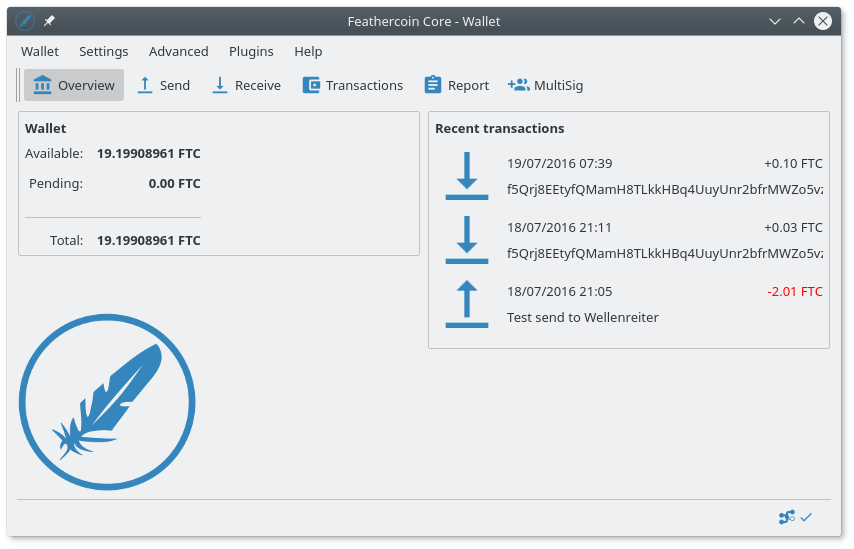 Feathercoin Core - Wallet
Wallet Settings Advanced Plugins Help
Overview Send Receive Transactions Report MultiSig
Wallet
Available: 19.19908961 FTC
Pending: 0.00 FTC
Total: 19.19908961 FTC
Recent transactions
19/07/2016 07:39 +0.10 FTC
f5Qrj8EEtyfQMamH8TLkkHBq4UuyUnr2bfrMWZo5vz
18/07/2016 21:11 +0.03 FTC
f5Qrj8EEtyfQMamH8TLkkHBq4UuyUnr2bfrMWZo5vz
18/07/2016 21:05 -2.01 FTC
Test send to Wellenreiter